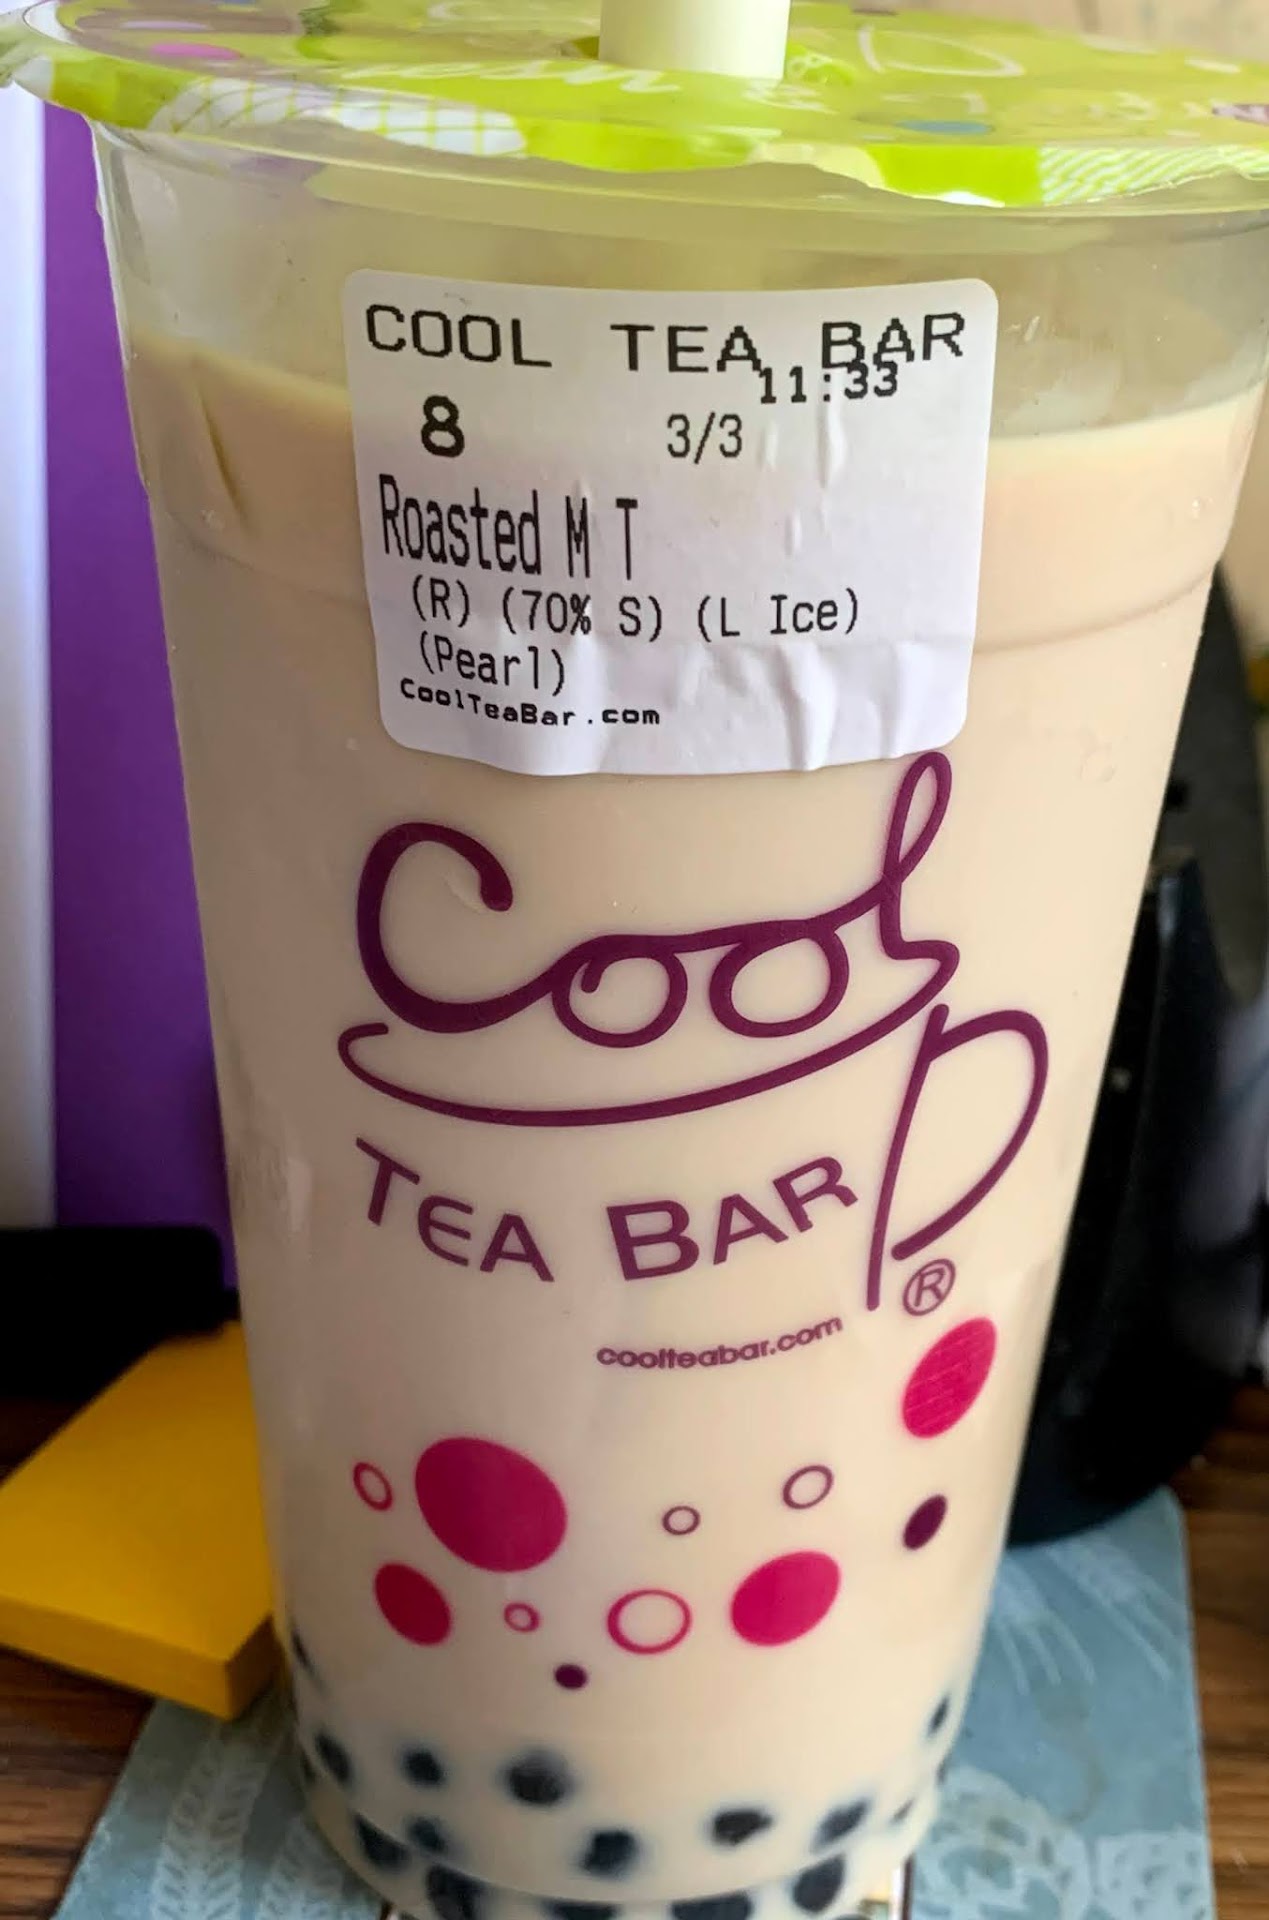 COOL TEA BAR
11:33
8 3/3
Roasted M T
(R) (70% S) (L Ice)
(Pearl)
CoolTeaBar.com
Cool
TEA BAR
®
coolteabar.com